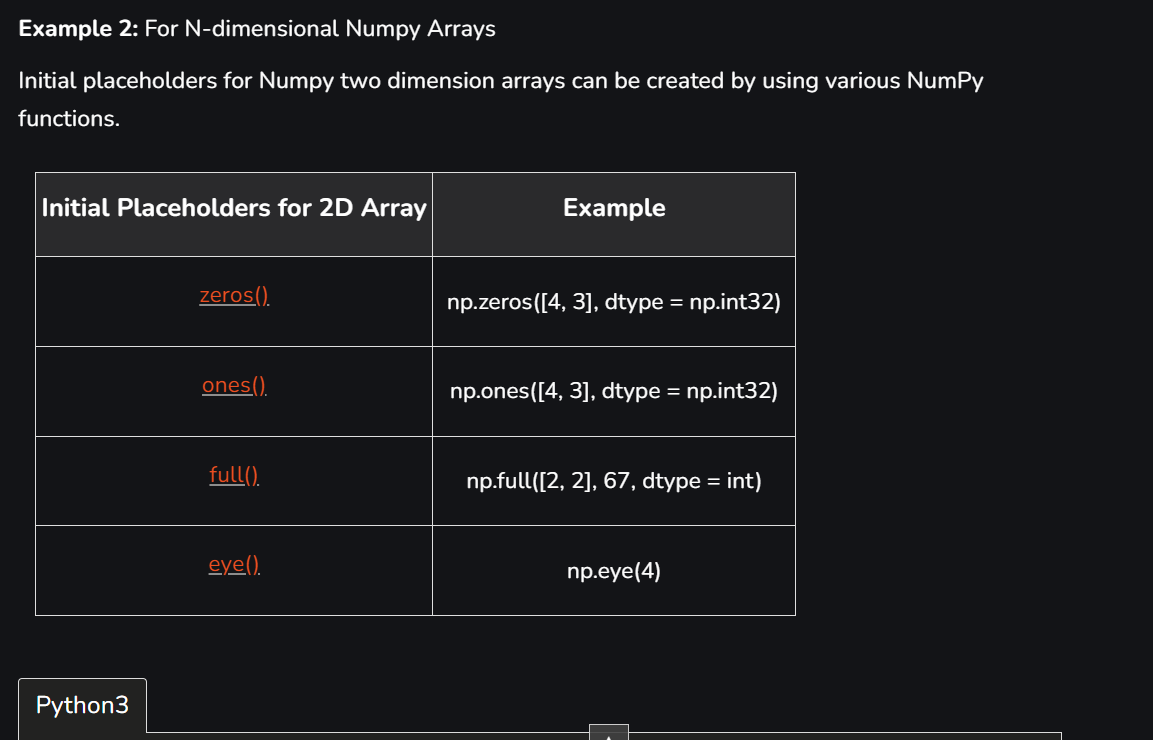 Example 2: For N-dimensional Numpy Arrays
Initial placeholders for Numpy two dimension arrays can be created by using various NumPy
functions.
Initial Placeholders for 2D Array
Example
zeros()
np.zeros([4, 3], dtype = np.int32)
ones()
np.ones([4, 3], dtype = np.int32)
full()
np.full([2, 2], 67, dtype = int)
eye()
np.eye(4)
Python3